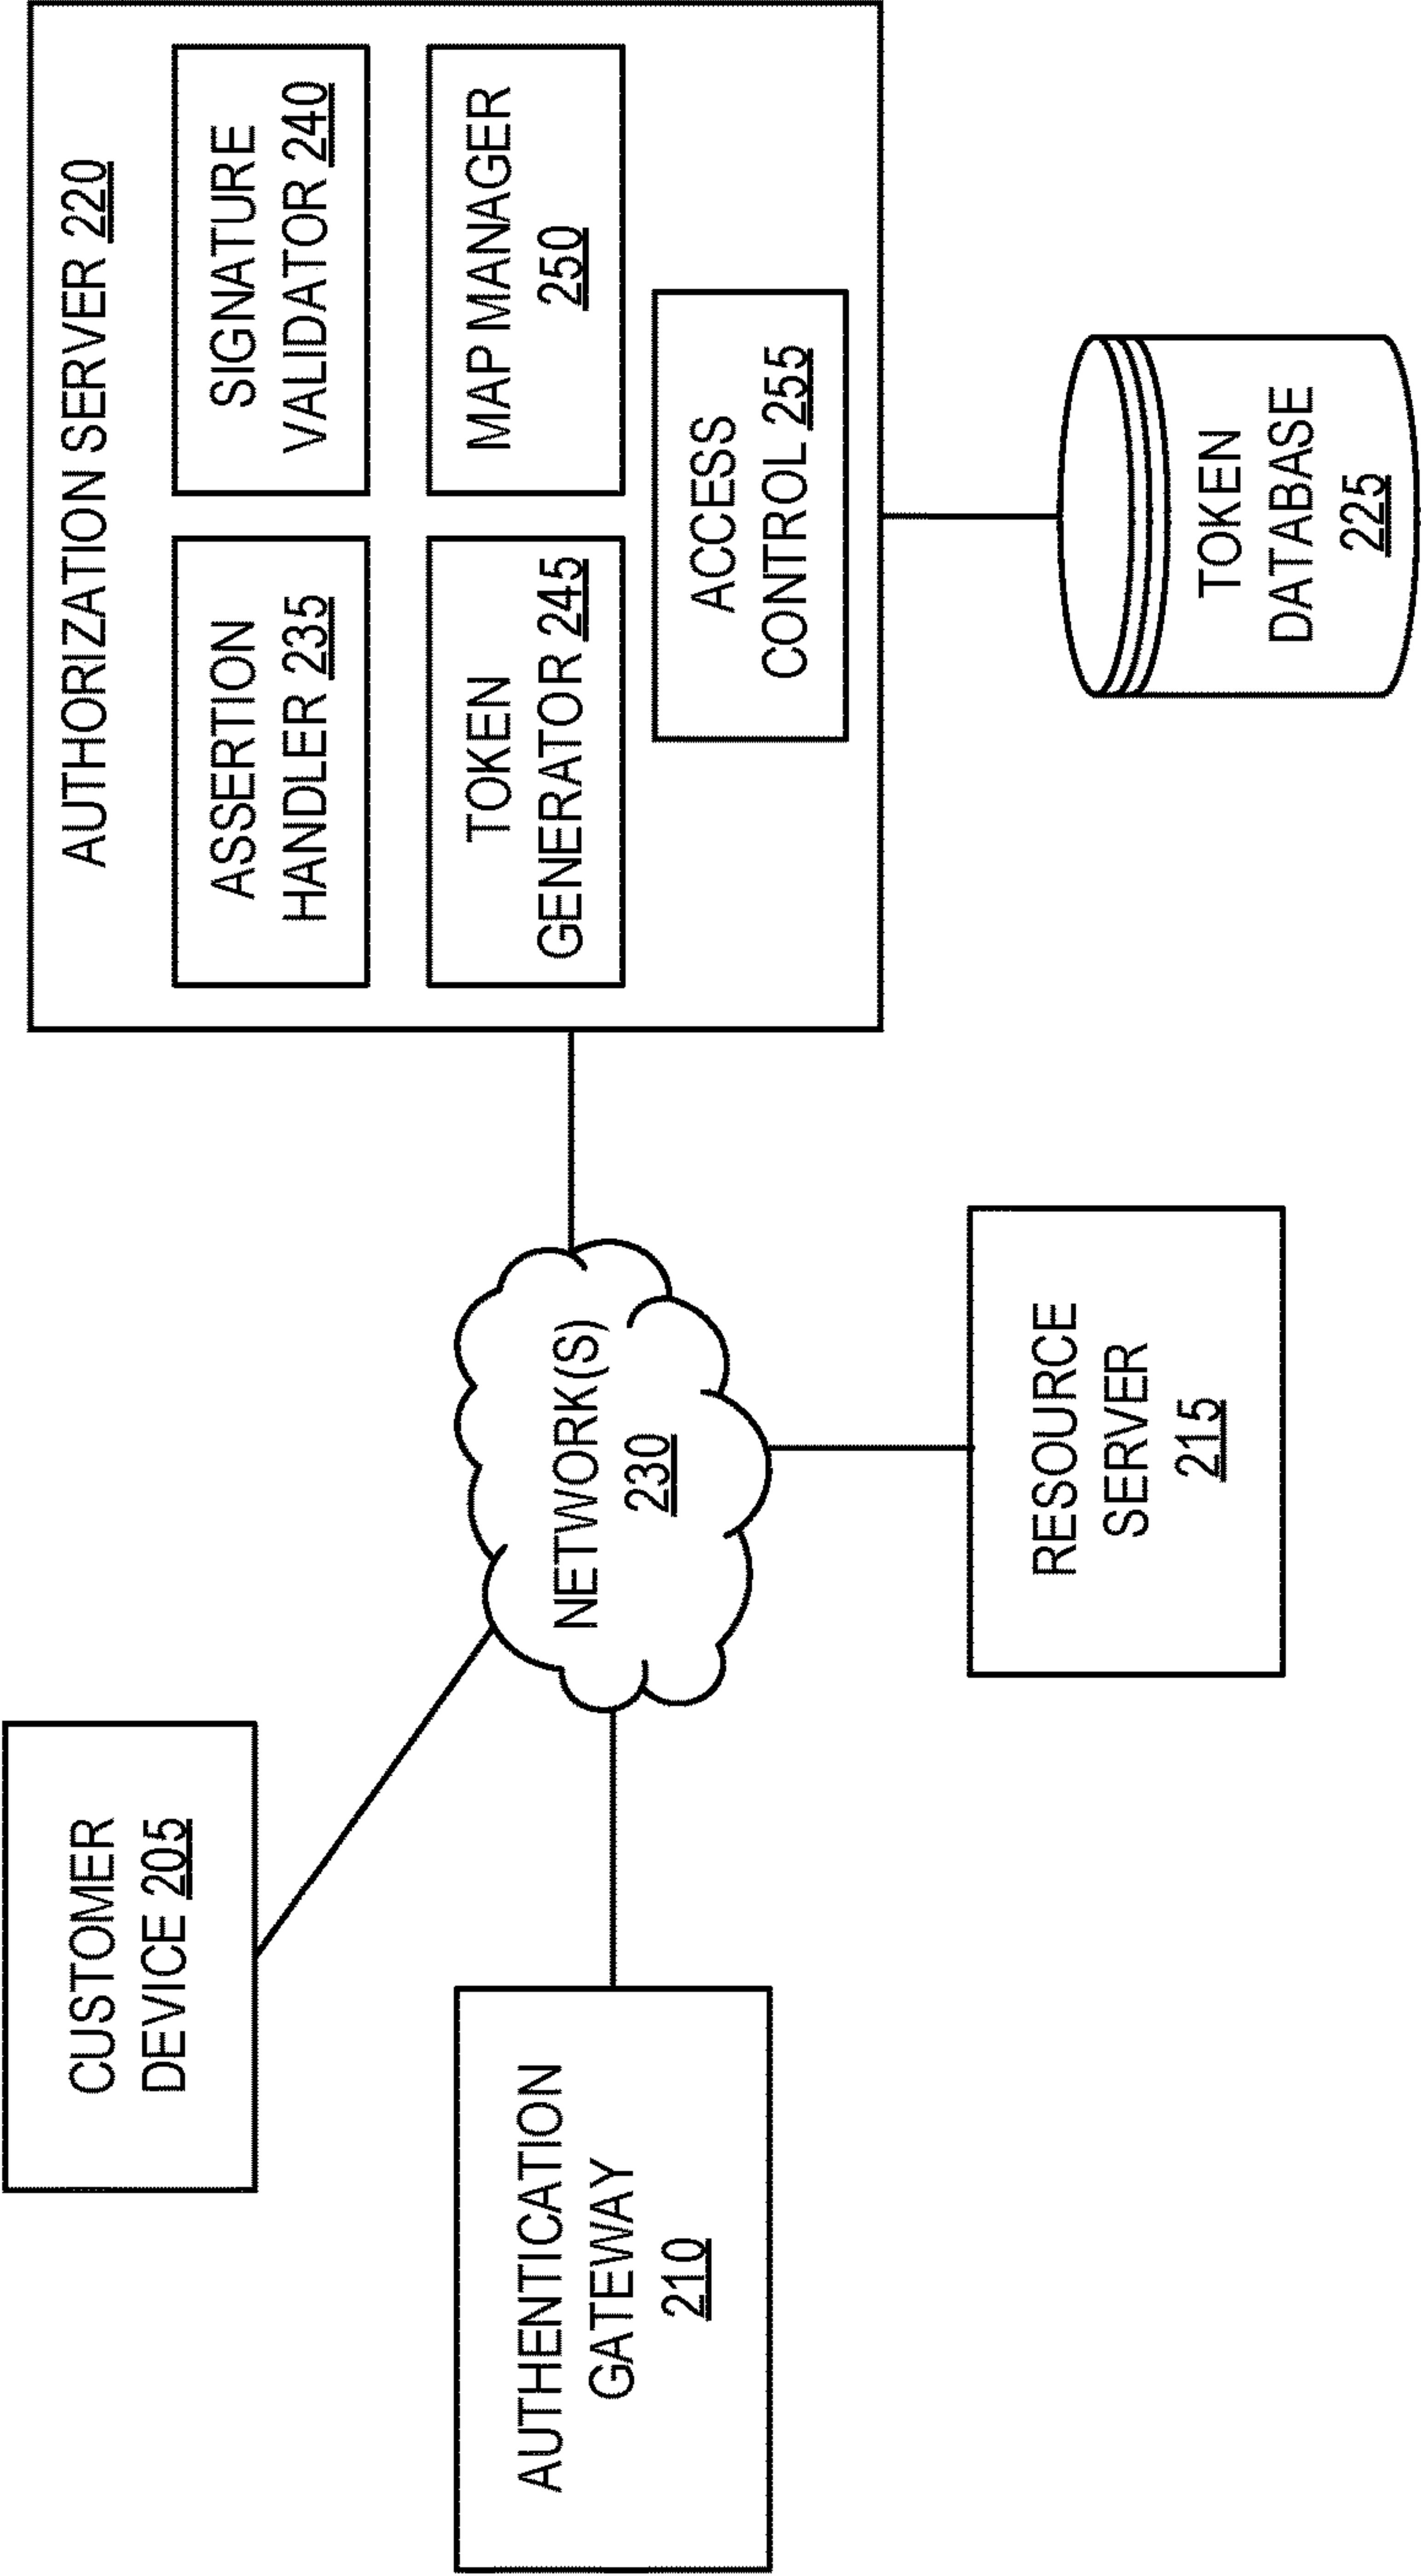 CUSTOMER
DEVICE 205
AUTHENTICATION
GATEWAY
210
NETWORK(S)
230
RESOURCE
SERVER
215
AUTHORIZATION SERVER 220
ASSERTION
HANDLER 235
SIGNATURE
VALIDATOR 240
TOKEN
GENERATOR 245
MAP MANAGER
250
ACCESS
CONTROL 255
TOKEN
DATABASE
225